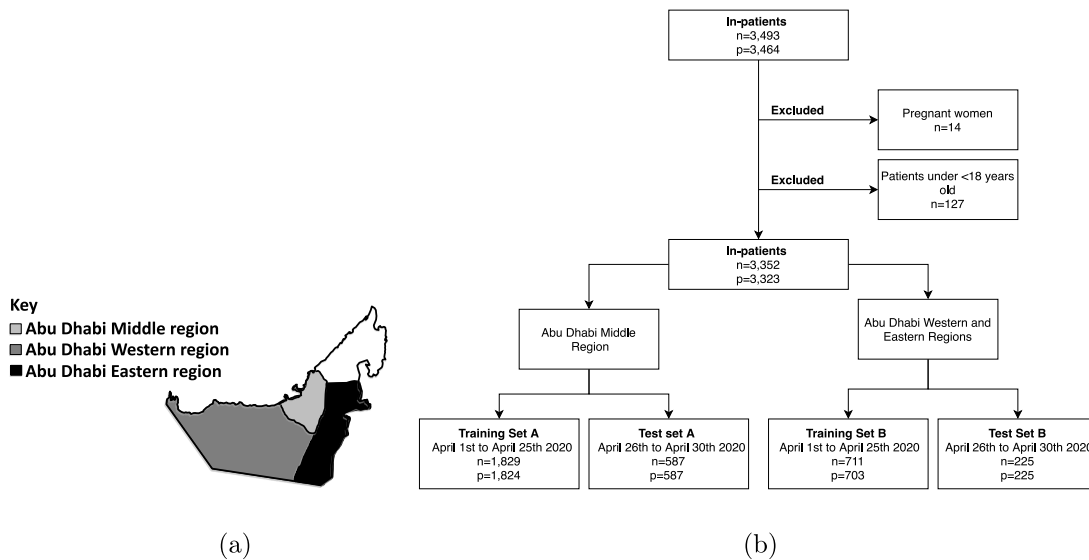 In-patients
n=3,493
p=3,464
Excluded
Pregnant women
n=14
Excluded
Patients under <18 years
old
n=127
In-patients
n=3,352
p=3,323
Key
Abu Dhabi Middle region
Abu Dhabi Western region
Abu Dhabi Eastern region
Abu Dhabi Middle
Region
Abu Dhabi Western and
Eastern Regions
Training Set A
April 1st to April 25th 2020
n=1,829
p=1,824
Test set A
April 26th to April 30th 2020
n=587
p=587
Training Set B
April 1st to April 25th 2020
n=711
p=703
Test Set B
April 26th to April 30th 2020
n=225
p=225
(a)
(b)